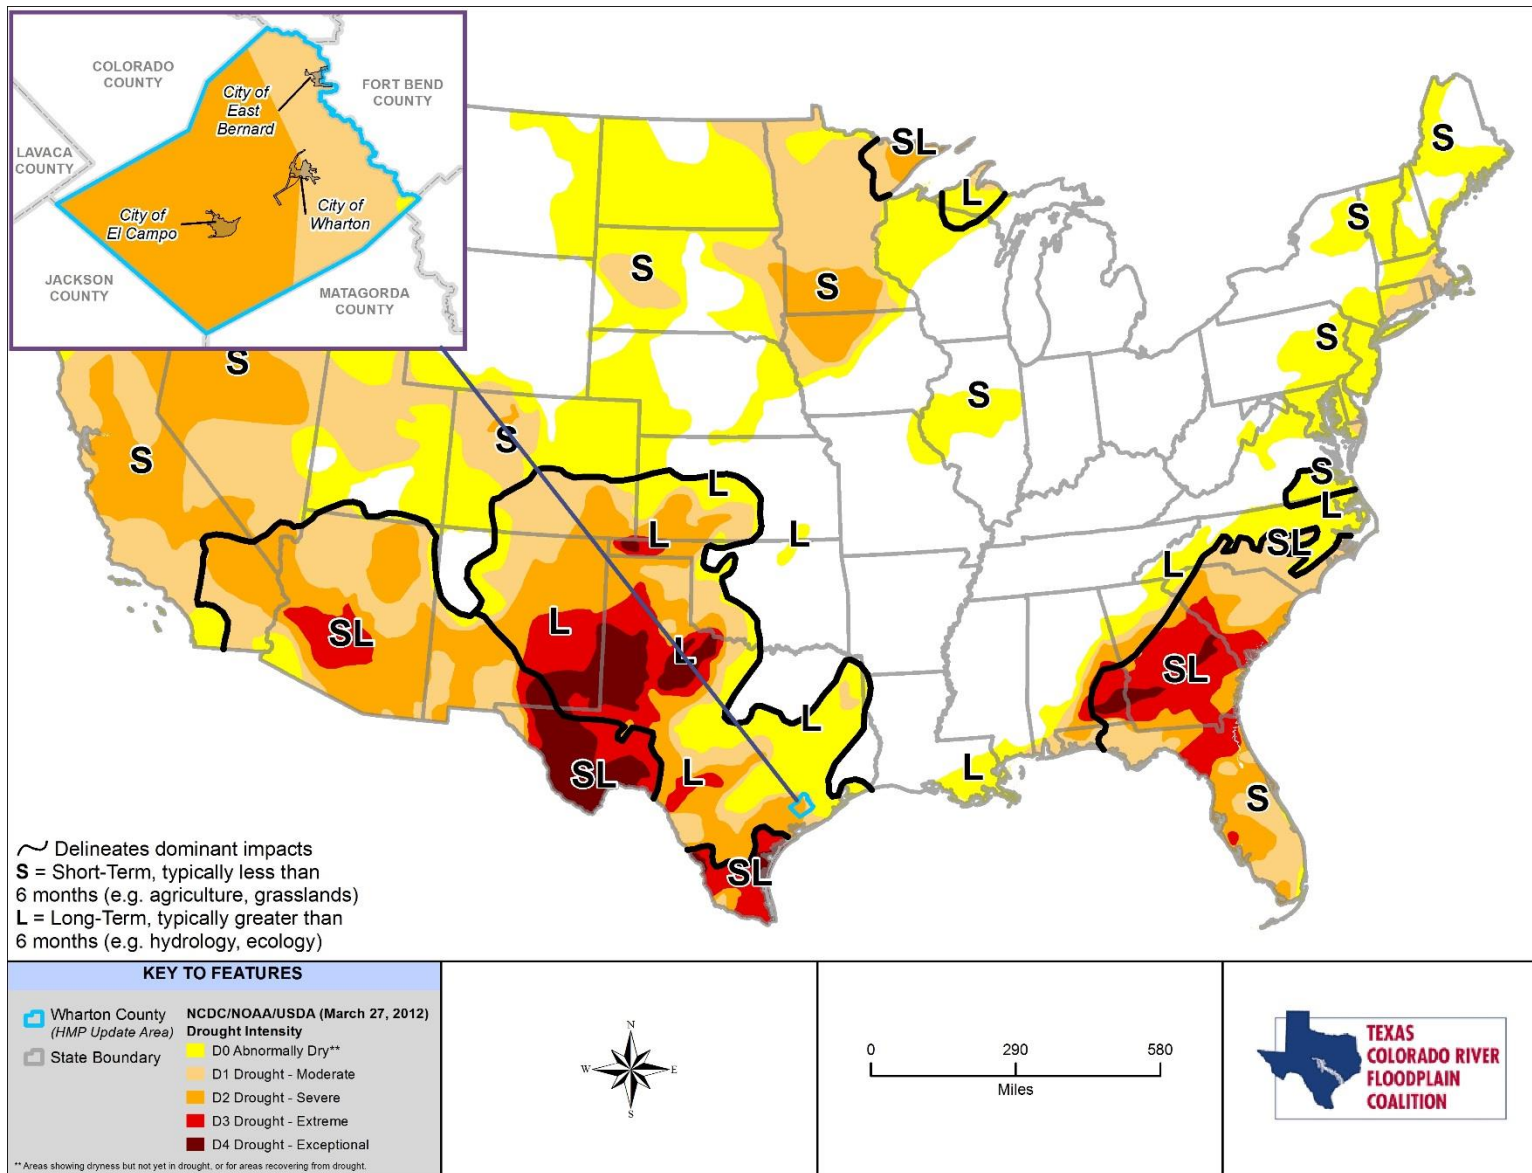 COLORADO
COUNTY
FORT BEND
COUNTY
City of
East
Bernard
LAVACA
COUNTY
City of
El Campo
City of
Wharton
JACKSON
COUNTY
MATAGORDA
COUNTY
SL
L
S
S
S
S
S
S
S
S
S
S
L
L
L
L
SL
L
SL
L
L
SL
L
L
SL
L
SL
L
S
SL
Delineates dominant impacts
S = Short-Term, typically less than
6 months (e.g. agriculture, grasslands)
L = Long-Term, typically greater than
6 months (e.g. hydrology, ecology)
KEY TO FEATURES
Wharton County
(HMP Update Area)
State Boundary
NCDC/NOAA/USDA (March 27, 2012)
Drought Intensity
D0 Abnormally Dry**
D1 Drought - Moderate
D2 Drought - Severe
D3 Drought - Extreme
D4 Drought - Exceptional
** Areas showing dryness but not yet in drought, or for areas recovering from drought.
N
W
E
S
0 290 580
Miles
TEXAS
COLORADO RIVER
FLOODPLAIN
COALITION